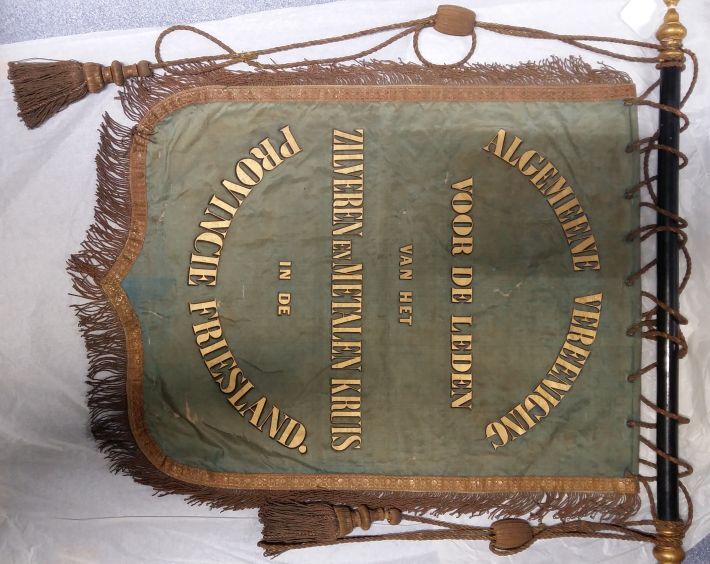 ALGEMEENE VEREENIGING
VOOR DE LEDEN
VAN HET
ZILVEREN EN METALEN KRUIS
IN DE
PROVINCIE FRIESLAND.